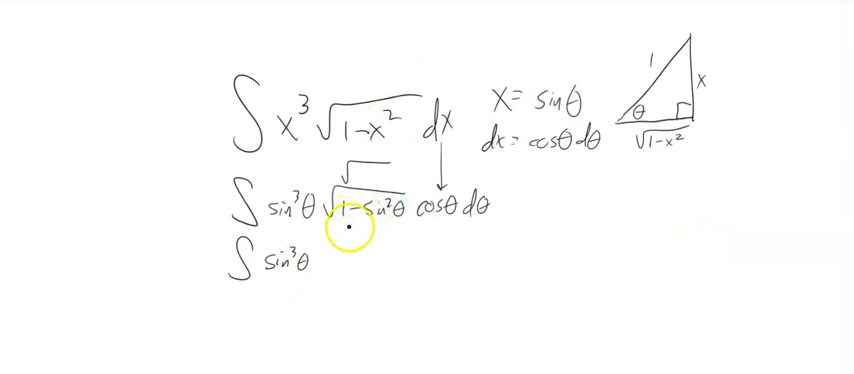 ∫ x³ √(1-x²) dx
x = sinθ
dx = cosθ dθ
1
x
θ
√(1-x²)
∫ sin³θ √(1-sin²θ) cosθ dθ
√
∫ sin³θ